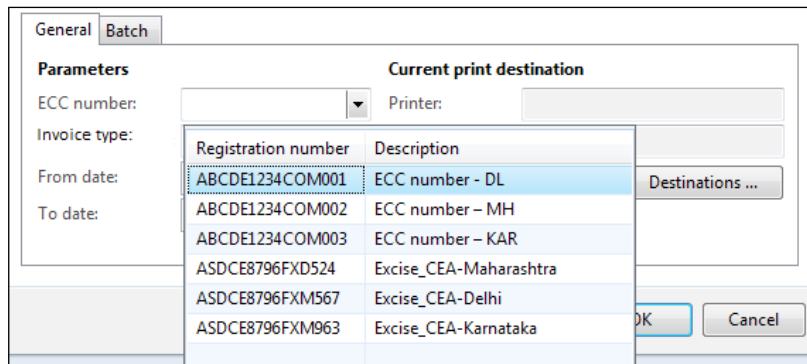 General Batch
Parameters Current print destination
ECC number: Printer:
Invoice type:
Registration number Description
From date: ABCDE1234COM001 ECC number - DL Destinations ...
To date: ABCDE1234COM002 ECC number – MH
ABCDE1234COM003 ECC number – KAR
ASDCE8796FXD524 Excise_CEA-Maharashtra
ASDCE8796FXM567 Excise_CEA-Delhi
ASDCE8796FXM963 Excise_CEA-Karnataka
Cancel